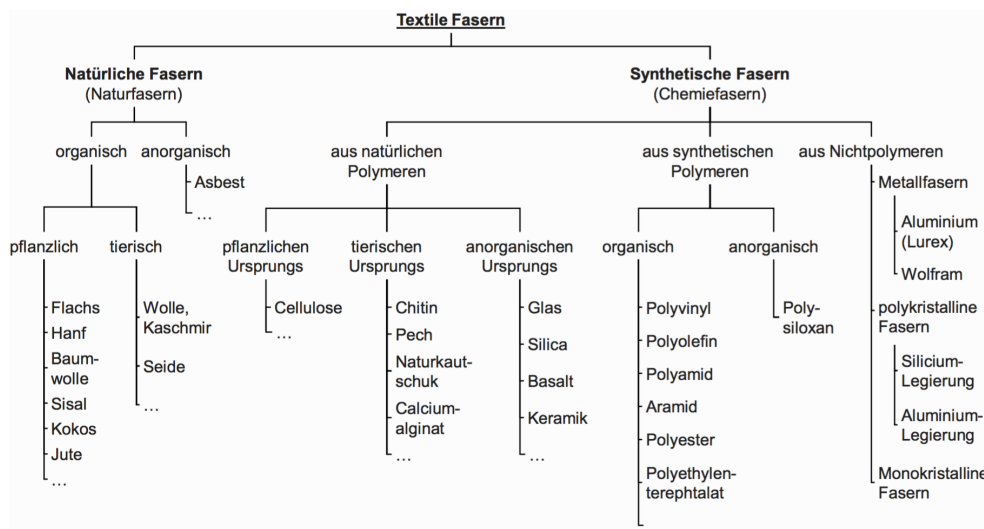 Textile Fasern
Natürliche Fasern
(Naturfasern)
Synthetische Fasern
(Chemiefasern)
organisch
anorganisch
Asbest
...
pflanzlich
Flachs
Hanf
Baum-
wolle
Sisal
Kokos
Jute
...
tierisch
Wolle,
Kaschmir
Seide
...
aus natürlichen
Polymeren
pflanzlichen
Ursprungs
Cellulose
...
tierischen
Ursprungs
Chitin
Pech
Naturkaut-
schuk
Calcium-
alginat
...
anorganischen
Ursprungs
Glas
Silica
Basalt
Keramik
...
aus synthetischen
Polymeren
organisch
Polyvinyl
Polyolefin
Polyamid
Aramid
Polyester
Polyethylen-
terephtalat
anorganisch
Poly-
siloxan
aus Nichtpolymeren
Metallfasern
Aluminium
(Lurex)
Wolfram
polykristalline
Fasern
Silicium-
Legierung
Aluminium-
Legierung
Monokristalline
Fasern